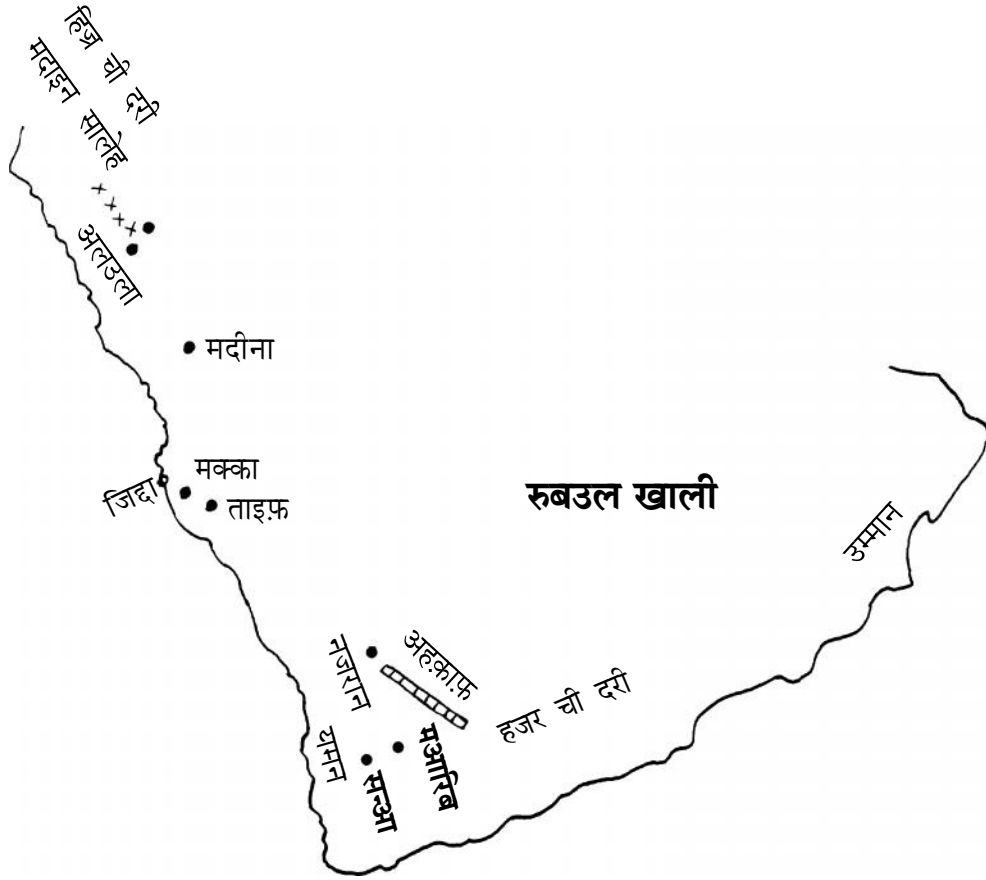 हिज्र ची दरी
मदाइन सालेह
अलउला
मदीना
मक्का
जिद्दा
ताइफ़
रुबउल खाली
उम्मान
नजरान
अहक़ाफ़
हजर ची दरी
यमन
सन्आ
मआरिब